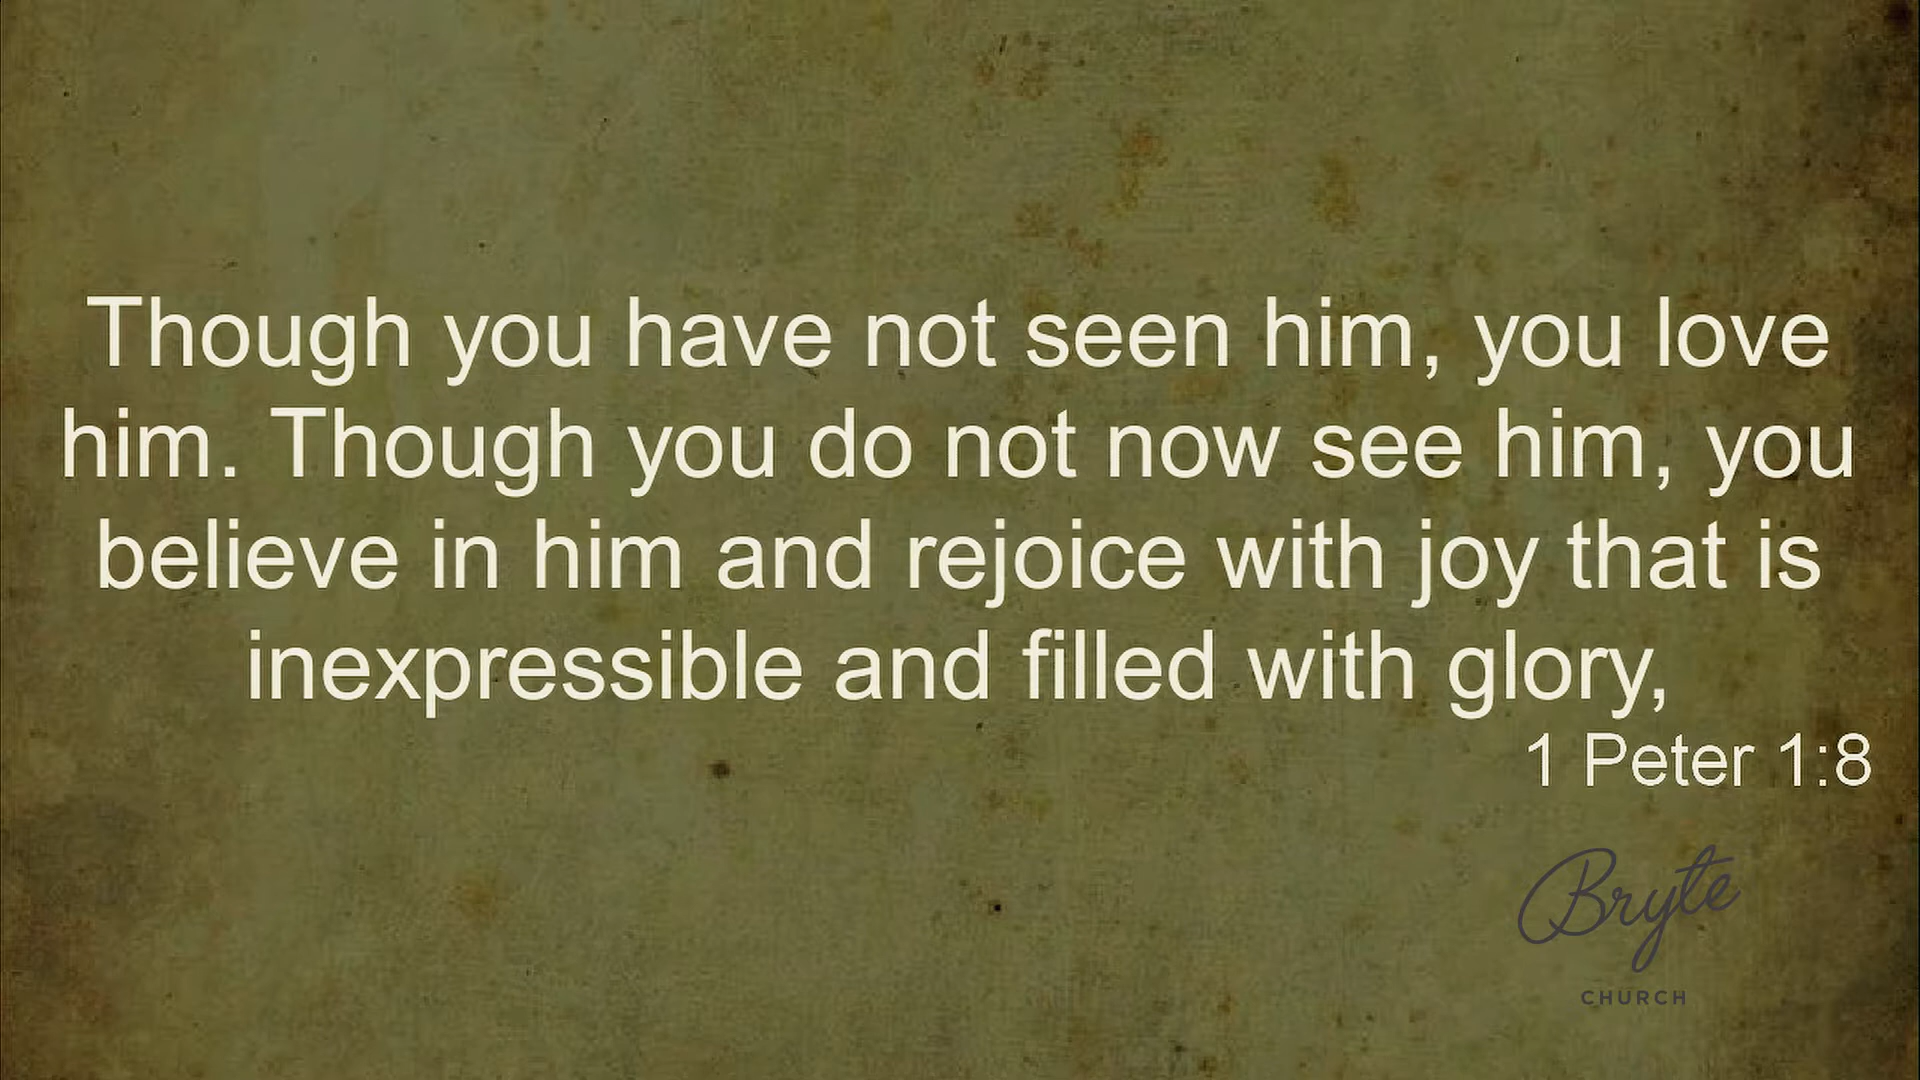 Though you have not seen him, you love
him. Though you do not now see him, you
believe in him and rejoice with joy that is
inexpressible and filled with glory,
1 Peter 1:8
Bryte
CHURCH